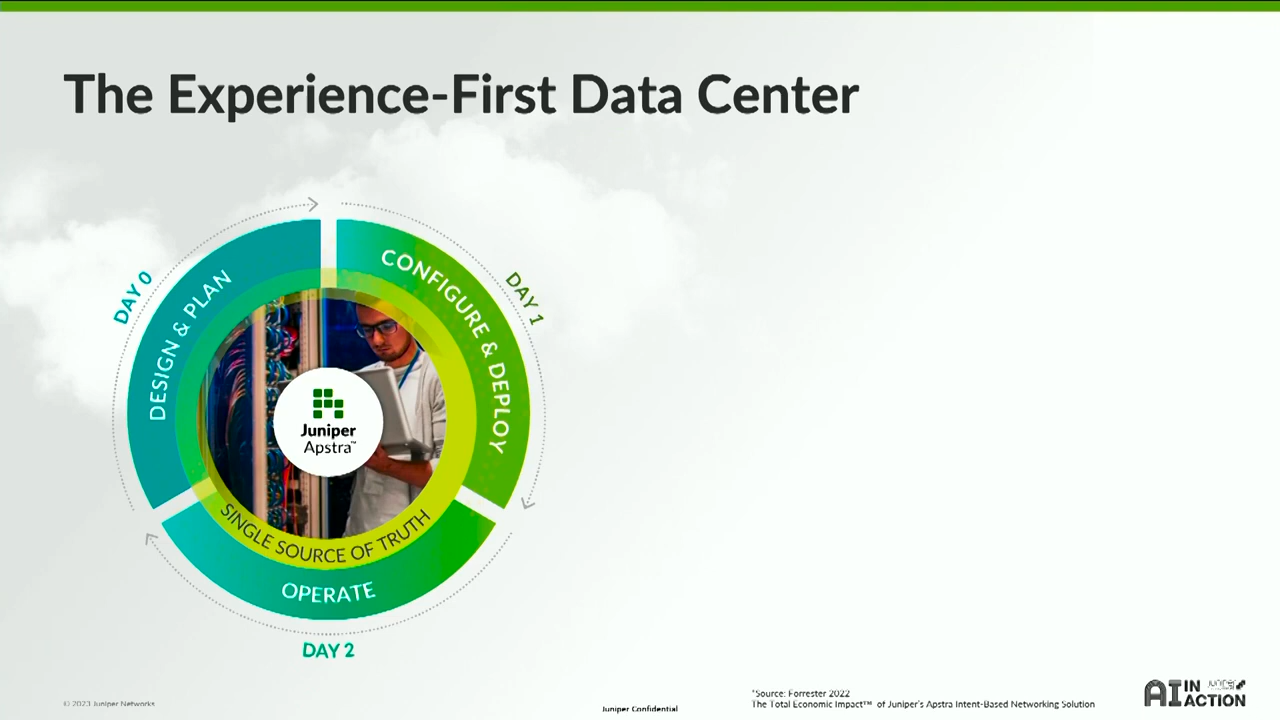 The Experience-First Data Center
DAY 0
DESIGN & PLAN
CONFIGURE & DEPLOY
DAY 1
Juniper
Apstra™
SINGLE SOURCE OF TRUTH
OPERATE
DAY 2
© 2023 Juniper Networks
Juniper Confidential
*Source: Forrester 2022
The Total Economic Impact™ of Juniper's Apstra Intent-Based Networking Solution
AI IN ACTION
Juniper